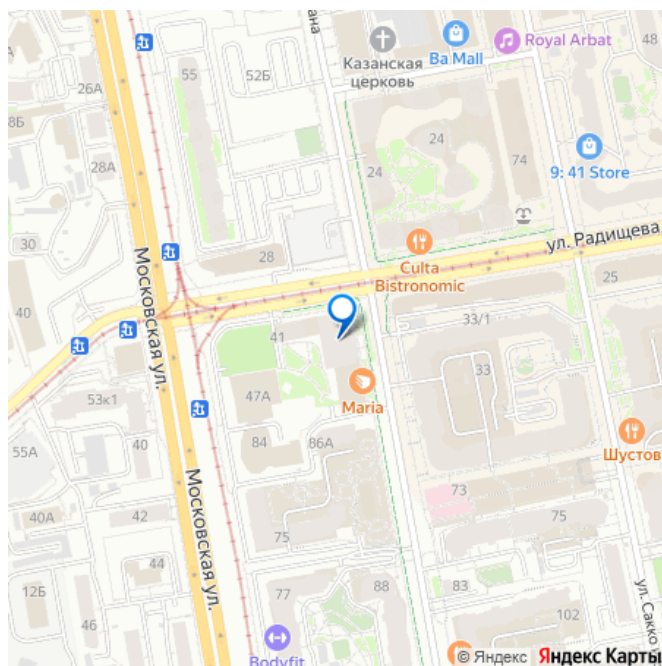 ана
Royal Arbat
48
Казанская
церковь
Ba Mall
55
52Б
26А
8Б
24
24
74
28А
9: 41 Store
30
28
ул. Радищева
Culta
Bistronomic
25
40
Московская ул.
33/1
41
33
53к1
47А
Maria
55А
40
84
86А
Шустов
73
40А
42
75
75
Московская ул.
44
12Б
77
88
83
46
102
ул. Сакко
Bodyfit
© Яндекс Яндекс Карты